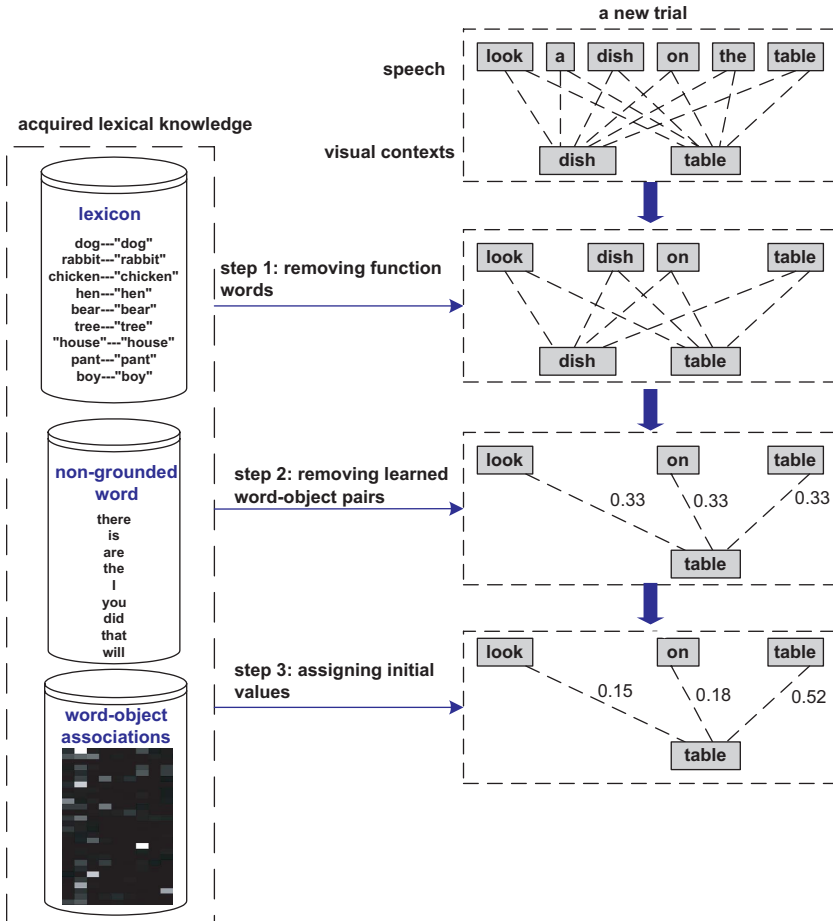 a new trial
speech
look a dish on the table
visual contexts
dish table
acquired lexical knowledge
lexicon
dog---"dog"
rabbit---"rabbit"
chicken---"chicken"
hen---"hen"
bear---"bear"
tree---"tree"
"house"---"house"
pant---"pant"
boy---"boy"
step 1: removing function
words
look dish on table
dish table
non-grounded
word
there
is
are
the
I
you
did
that
will
step 2: removing learned
word-object pairs
look on table
0.33 0.33 0.33
table
word-object
associations
step 3: assigning initial
values
look on table
0.15 0.18 0.52
table